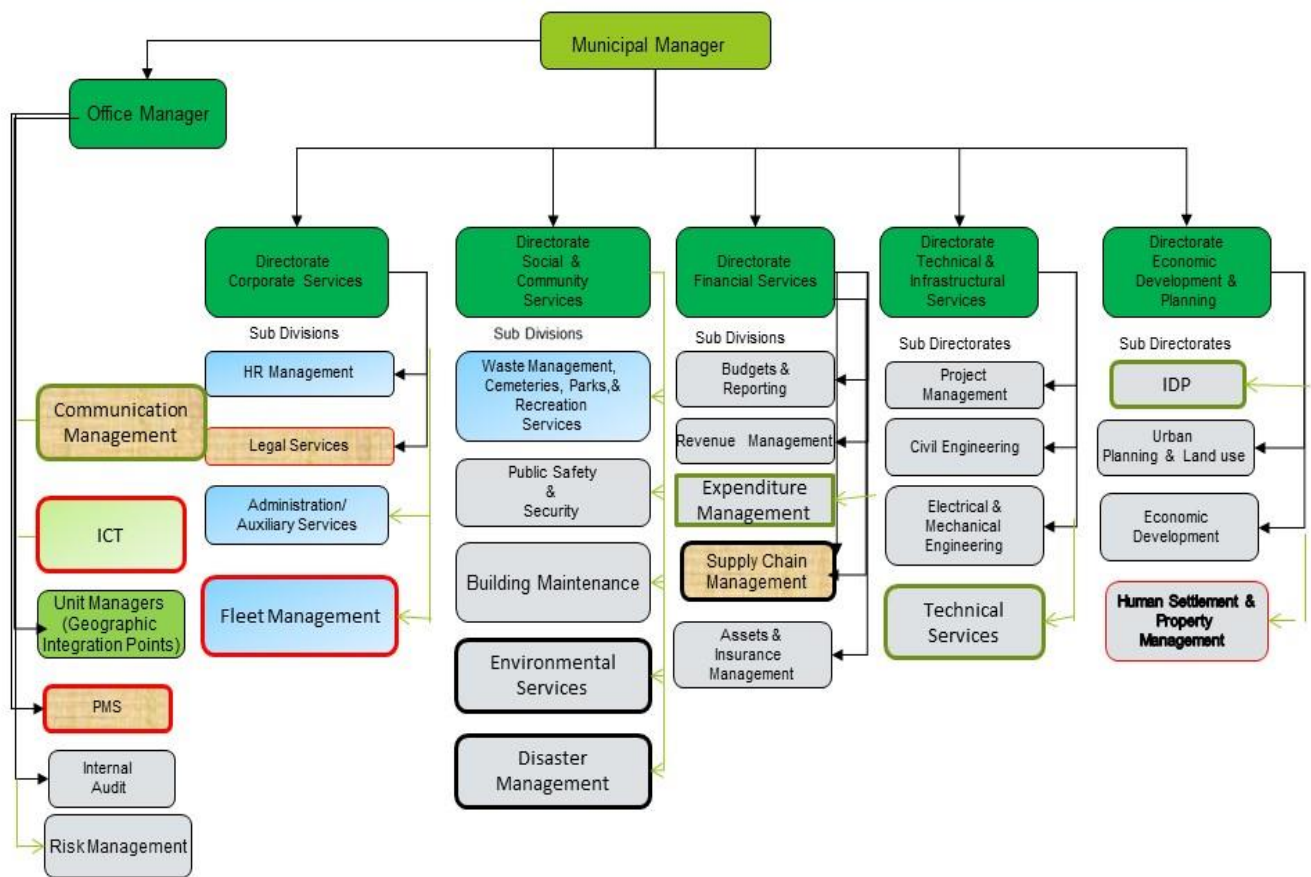 Municipal Manager
Office Manager
Communication
Management
ICT
Unit Managers
(Geographic
Integration Points)
PMS
Internal
Audit
Risk Management
Directorate
Corporate Services
Sub Divisions
HR Management
Legal Services
Administration/
Auxiliary Services
Fleet Management
Directorate
Social &
Community
Services
Sub Divisions
Waste Management,
Cemeteries, Parks,&
Recreation
Services
Public Safety
&
Security
Building Maintenance
Environmental
Services
Disaster
Management
Directorate
Financial Services
Sub Divisions
Budgets &
Reporting
Revenue Management
Expenditure
Management
Supply Chain
Management
Assets &
Insurance
Management
Directorate
Technical &
Infrastructural
Services
Sub Directorates
Project
Management
Civil Engineering
Electrical &
Mechanical
Engineering
Technical
Services
Directorate
Economic
Development &
Planning
Sub Directorates
IDP
Urban
Planning & Land use
Economic
Development
Human Settlement &
Property
Management